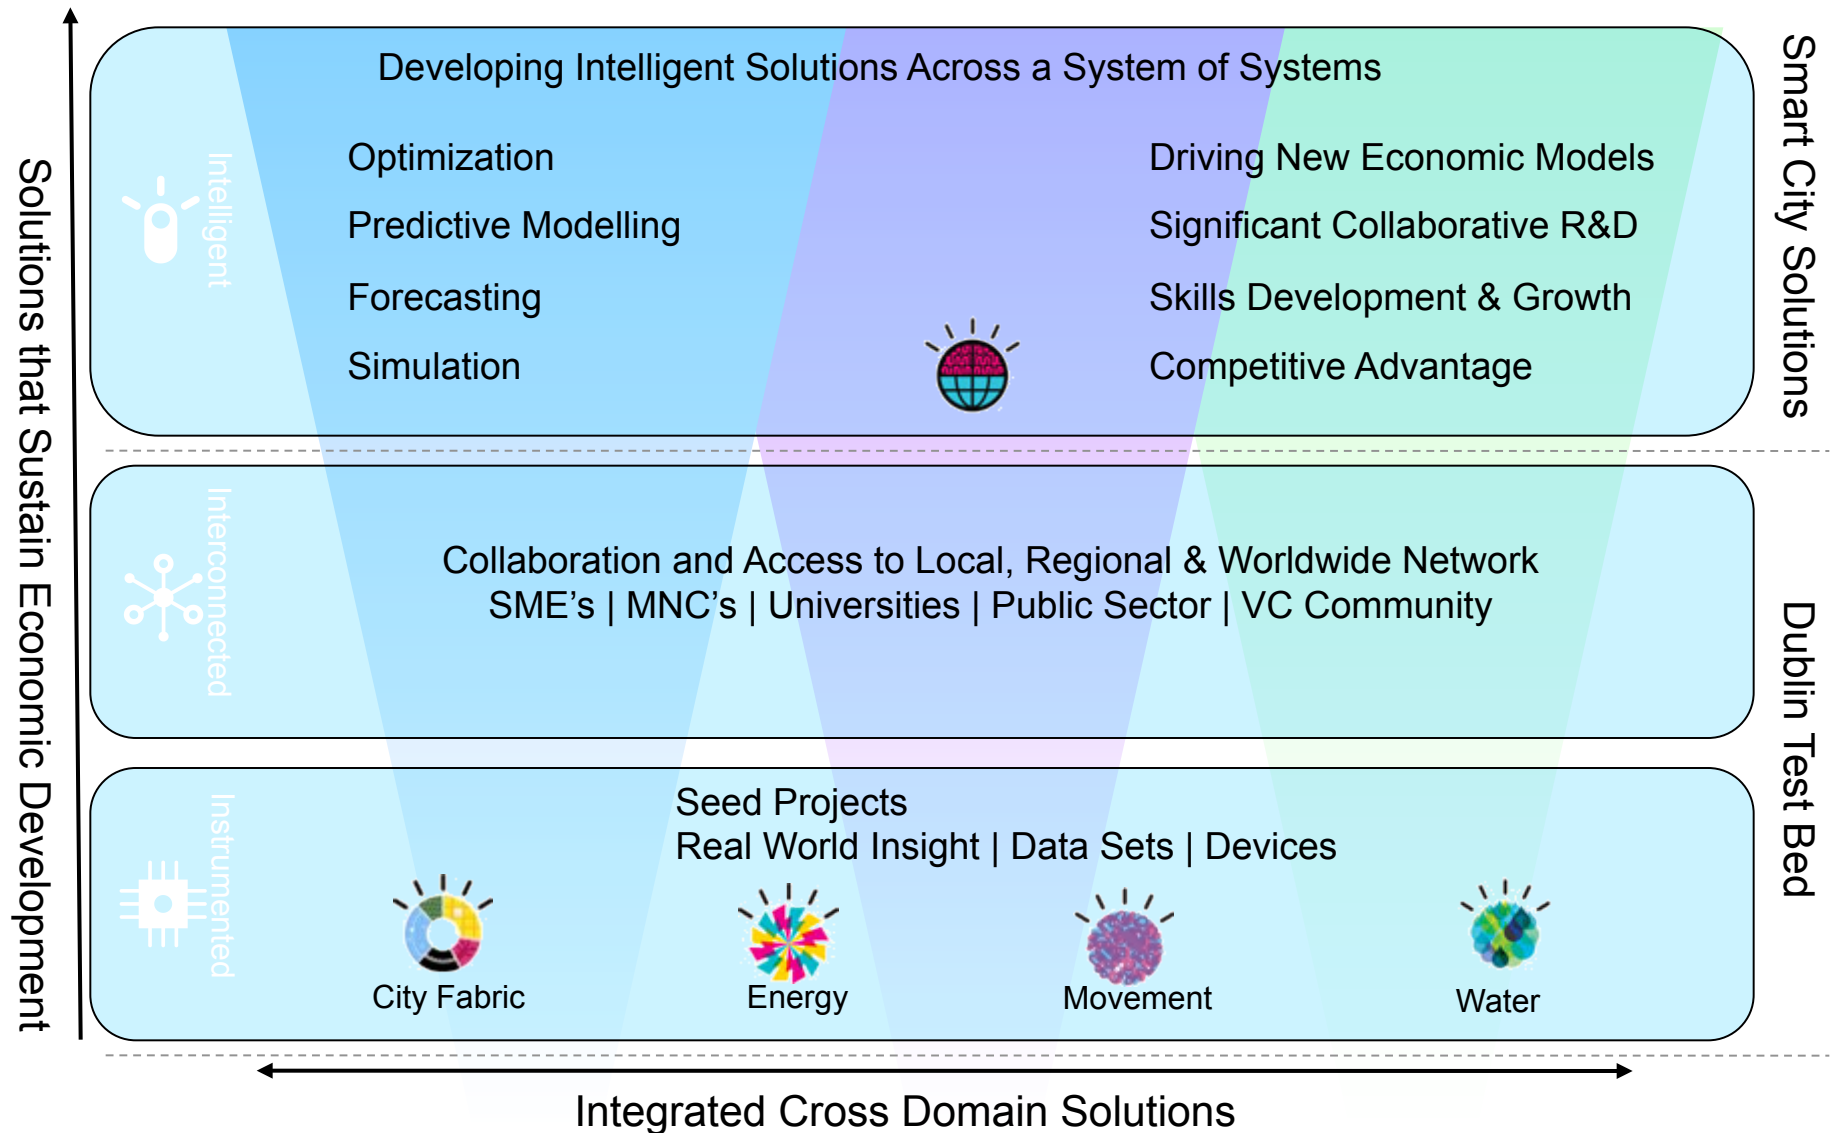 Solutions that Sustain Economic Development
Developing Intelligent Solutions Across a System of Systems
Intelligent
Optimization
Predictive Modelling
Forecasting
Simulation
Driving New Economic Models
Significant Collaborative R&D
Skills Development & Growth
Competitive Advantage
Smart City Solutions
Interconnected
Collaboration and Access to Local, Regional & Worldwide Network
SME's | MNC's | Universities | Public Sector | VC Community
Dublin Test Bed
Instrumented
Seed Projects
Real World Insight | Data Sets | Devices
City Fabric
Energy
Movement
Water
Integrated Cross Domain Solutions